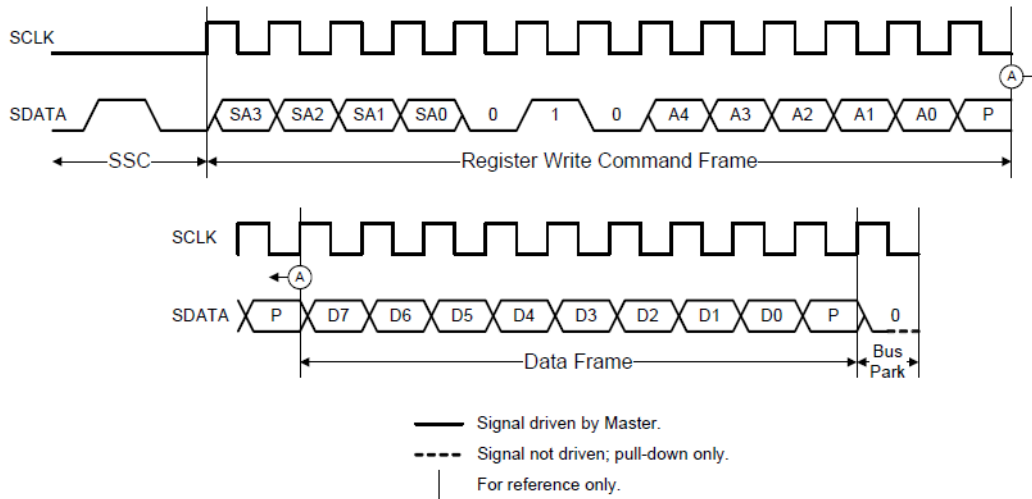 SCLK
A
SDATA SA3 SA2 SA1 SA0 0 1 0 A4 A3 A2 A1 A0 P
SSC Register Write Command Frame
SCLK
A
SDATA P D7 D6 D5 D4 D3 D2 D1 D0 P 0
Data Frame Bus
Park
Signal driven by Master.
Signal not driven; pull-down only.
For reference only.